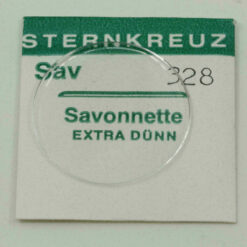 STERNKREUZ
Sav 328
Savonnette
EXTRA DÜNN